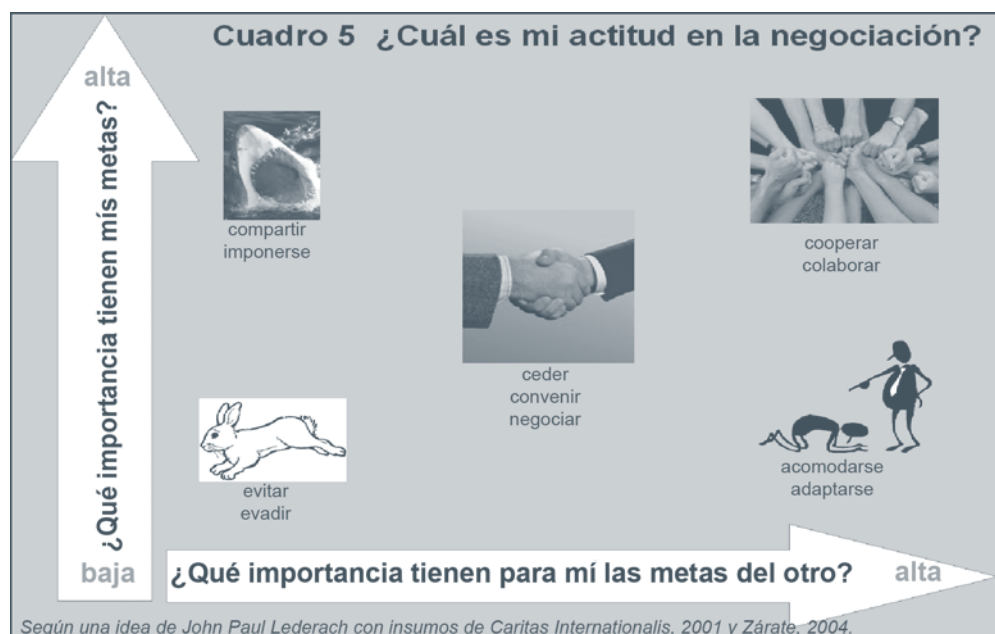 Cuadro 5 ¿Cuál es mi actitud en la negociación?
alta
¿Qué importancia tienen mís metas?
compartir
imponerse
cooperar
colaborar
ceder
convenir
negociar
evitar
evadir
acomodarse
adaptarse
baja
¿Qué importancia tienen para mí las metas del otro?
alta
Según una idea de John Paul Lederach con insumos de Caritas Internationalis, 2001 y Zárate, 2004.